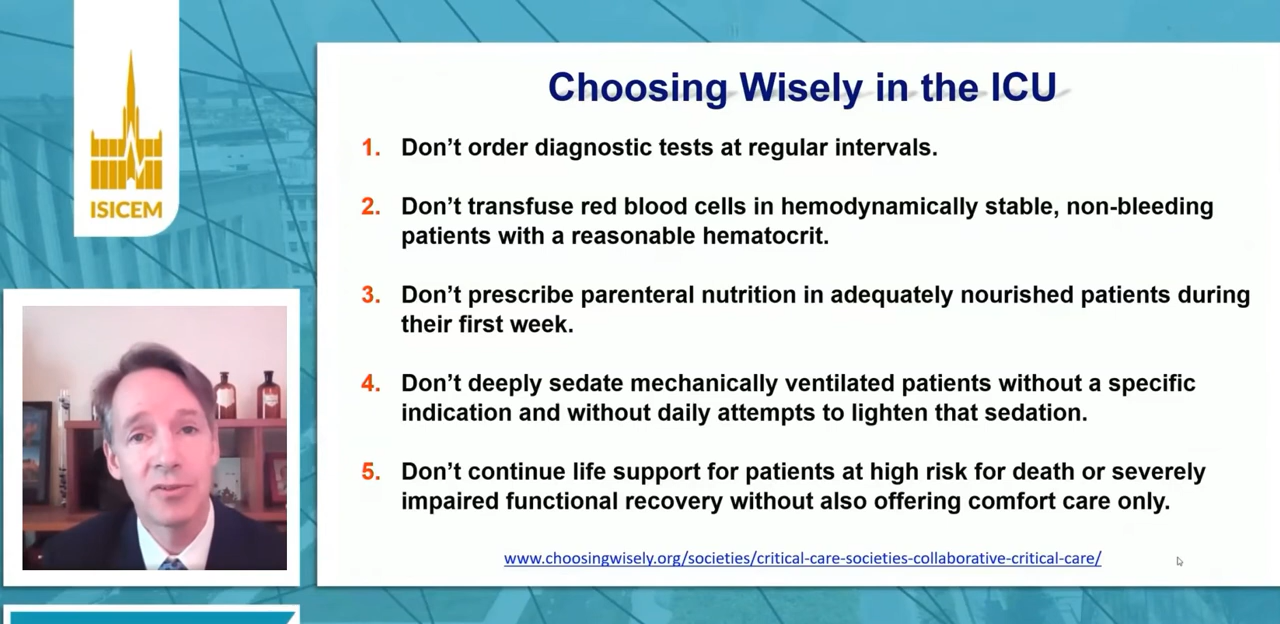 ISICEM
Choosing Wisely in the ICU
1. Don’t order diagnostic tests at regular intervals.
2. Don’t transfuse red blood cells in hemodynamically stable, non-bleeding
patients with a reasonable hematocrit.
3. Don’t prescribe parenteral nutrition in adequately nourished patients during
their first week.
4. Don’t deeply sedate mechanically ventilated patients without a specific
indication and without daily attempts to lighten that sedation.
5. Don’t continue life support for patients at high risk for death or severely
impaired functional recovery without also offering comfort care only.
www.choosingwisely.org/societies/critical-care-societies-collaborative-critical-care/